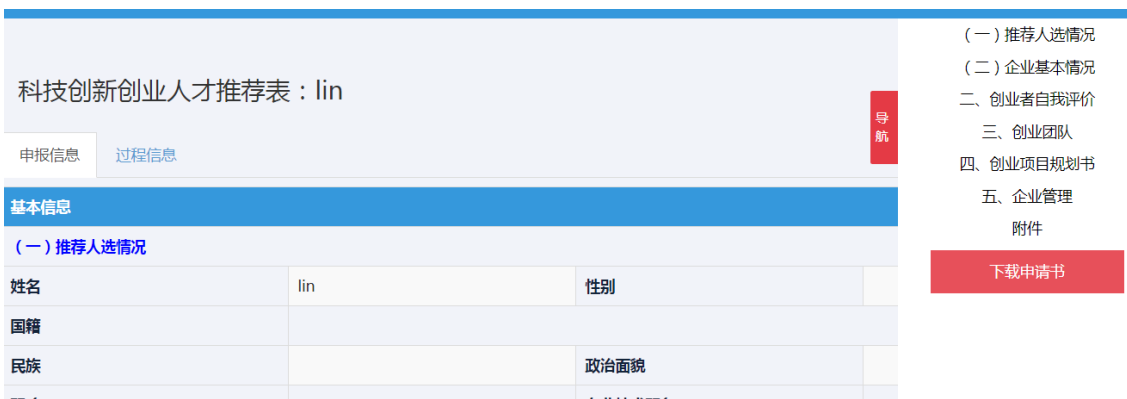 科技创新创业人才推荐表：lin
申报信息 过程信息
基本信息
（一）推荐人选情况
姓名 lin 性别
国籍
民族 政治面貌
导航
（一）推荐人选情况
（二）企业基本情况
二、创业者自我评价
三、创业团队
四、创业项目规划书
五、企业管理
附件
下载申请书